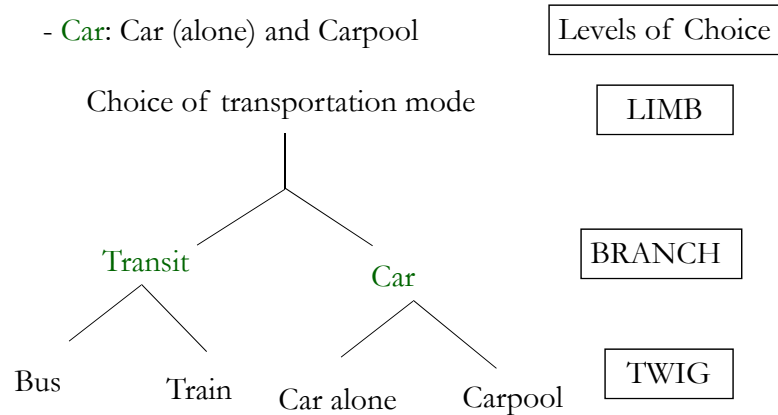 - Car: Car (alone) and Carpool
Levels of Choice
Choice of transportation mode
LIMB
Transit
Car
BRANCH
Bus
Train
Car alone
Carpool
TWIG